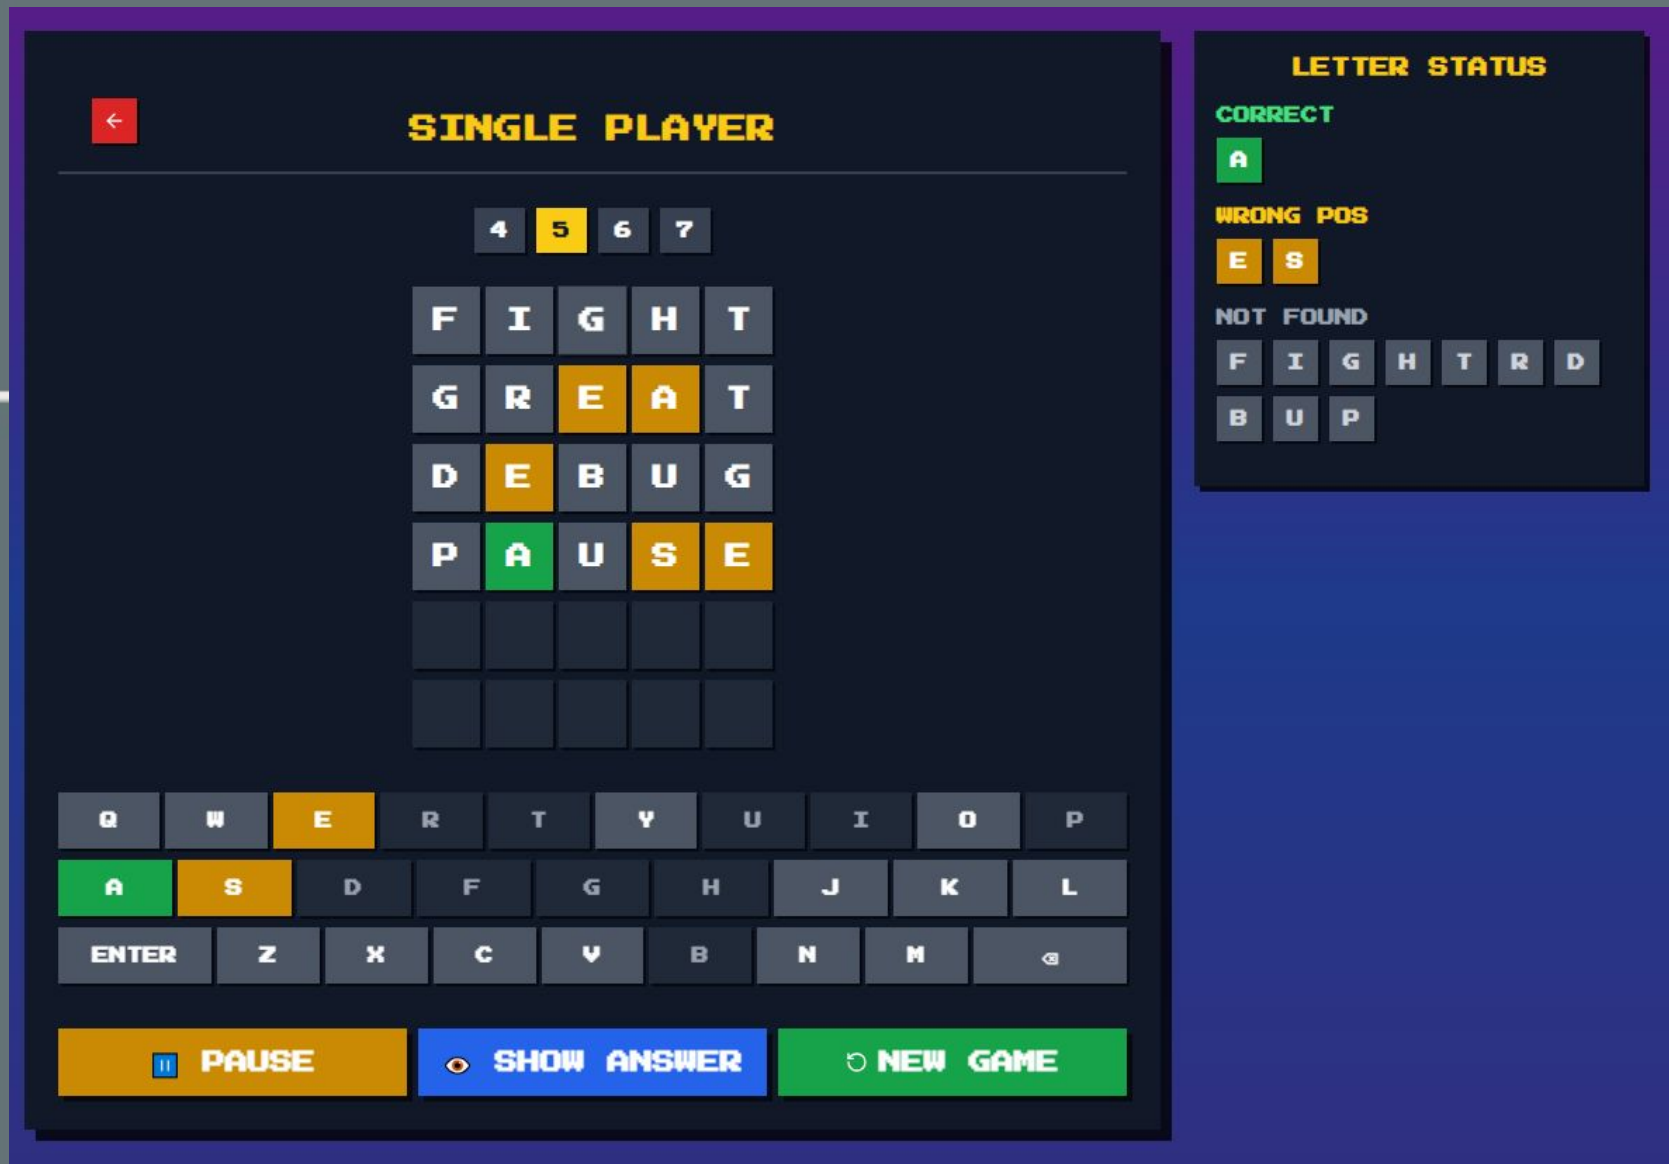 SINGLE PLAYER
4 5 6 7
F I G H T
G R E A T
D E B U G
P A U S E
Q W E R T Y U I O P
A S D F G H J K L
ENTER Z X C V B N M
PAUSE SHOW ANSWER NEW GAME
LETTER STATUS
CORRECT
A
WRONG POS
E S
NOT FOUND
F I G H T R D
B U P